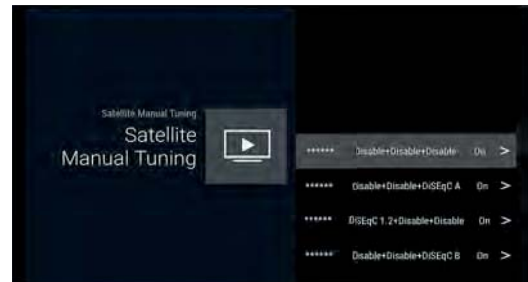 Satellite Manual Tuning
Satellite
Manual Tuning
****** Disable+Disable+Disable On >
****** Disable+Disable+DiSEqC A On >
****** DiSEqC 1.2+Disable+Disable On >
****** Disable+Disable+DiSEqC B On >